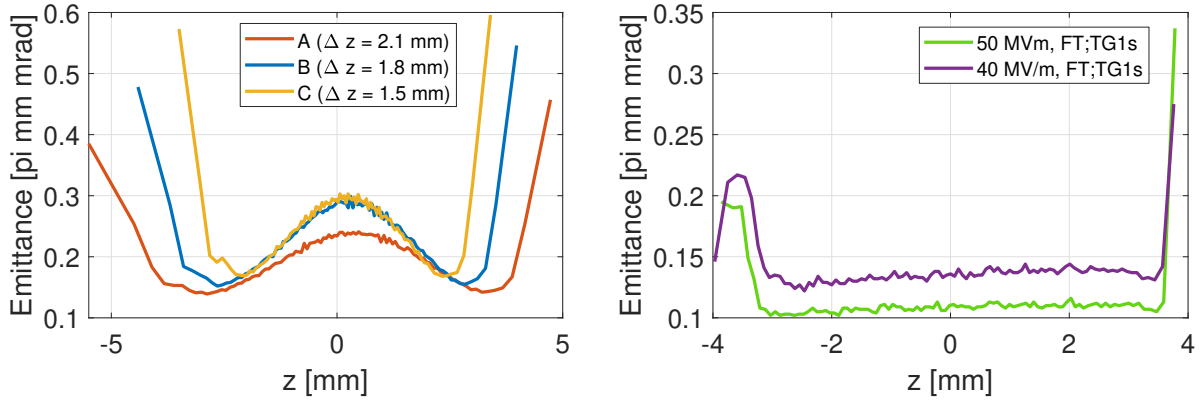 Emittance [pi mm mrad]
0.6
0.5
0.4
0.3
0.2
0.1
A (Δ z = 2.1 mm)
B (Δ z = 1.8 mm)
C (Δ z = 1.5 mm)
-5
0
5
z [mm]
Emittance [pi mm mrad]
0.35
0.3
0.25
0.2
0.15
0.1
50 MVm, FT;TG1s
40 MV/m, FT;TG1s
-4
-2
0
2
4
z [mm]